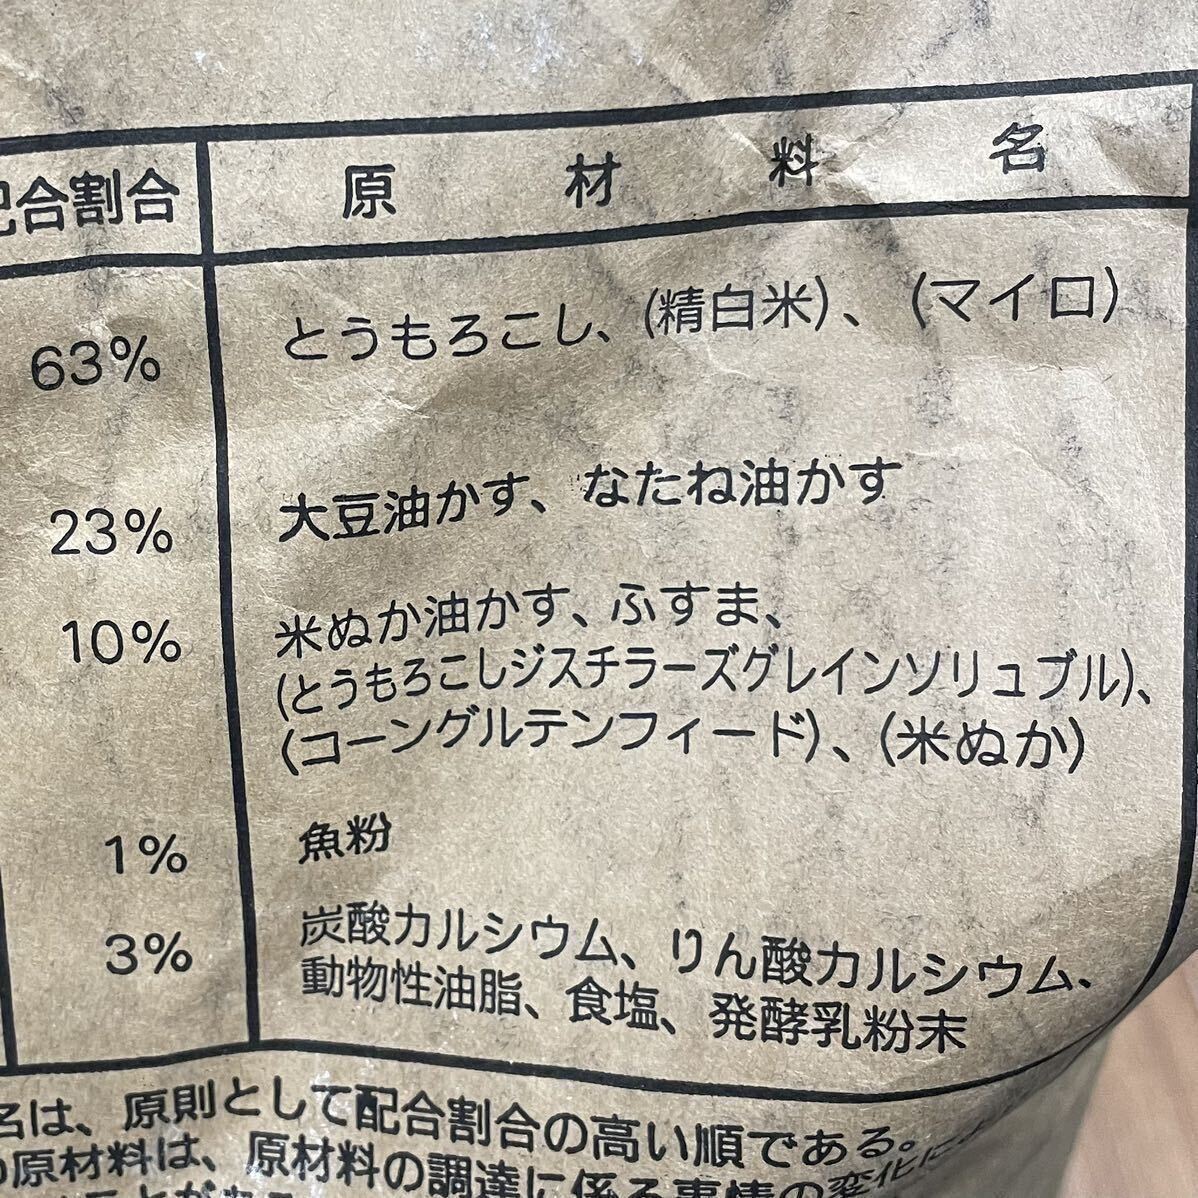 配合割合 原材料名
63% とうもろこし、(精白米)、(マイロ)
23% 大豆油かす、なたね油かす
10% 米ぬか油かす、ふすま、
(とうもろこしジスチラーズグレインソリュブル)、
(コーングルテンフィード)、(米ぬか)
1% 魚粉
3% 炭酸カルシウム、りん酸カルシウム、
動物性油脂、食塩、発酵乳粉末
名は、原則として配合割合の高い順である。
の原材料は、原材料の調達に係る事情の変化によ